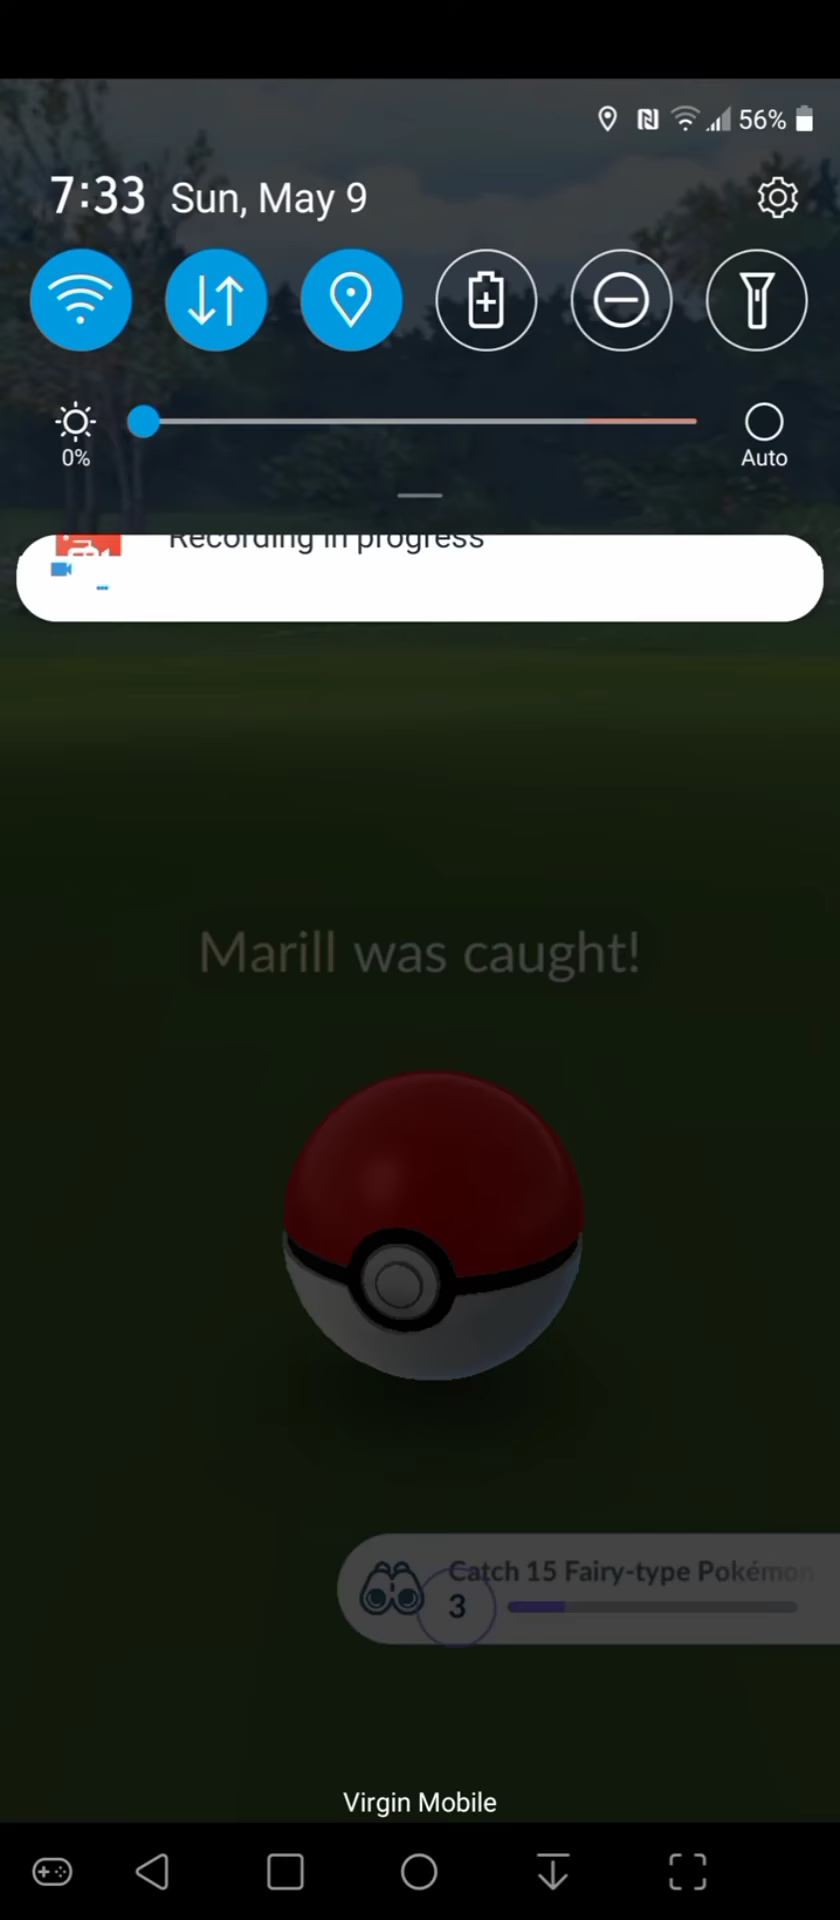 56%
7:33 Sun, May 9
0%
Auto
Recording in progress
Marill was caught!
Catch 15 Fairy-type Pokémon
3
Virgin Mobile